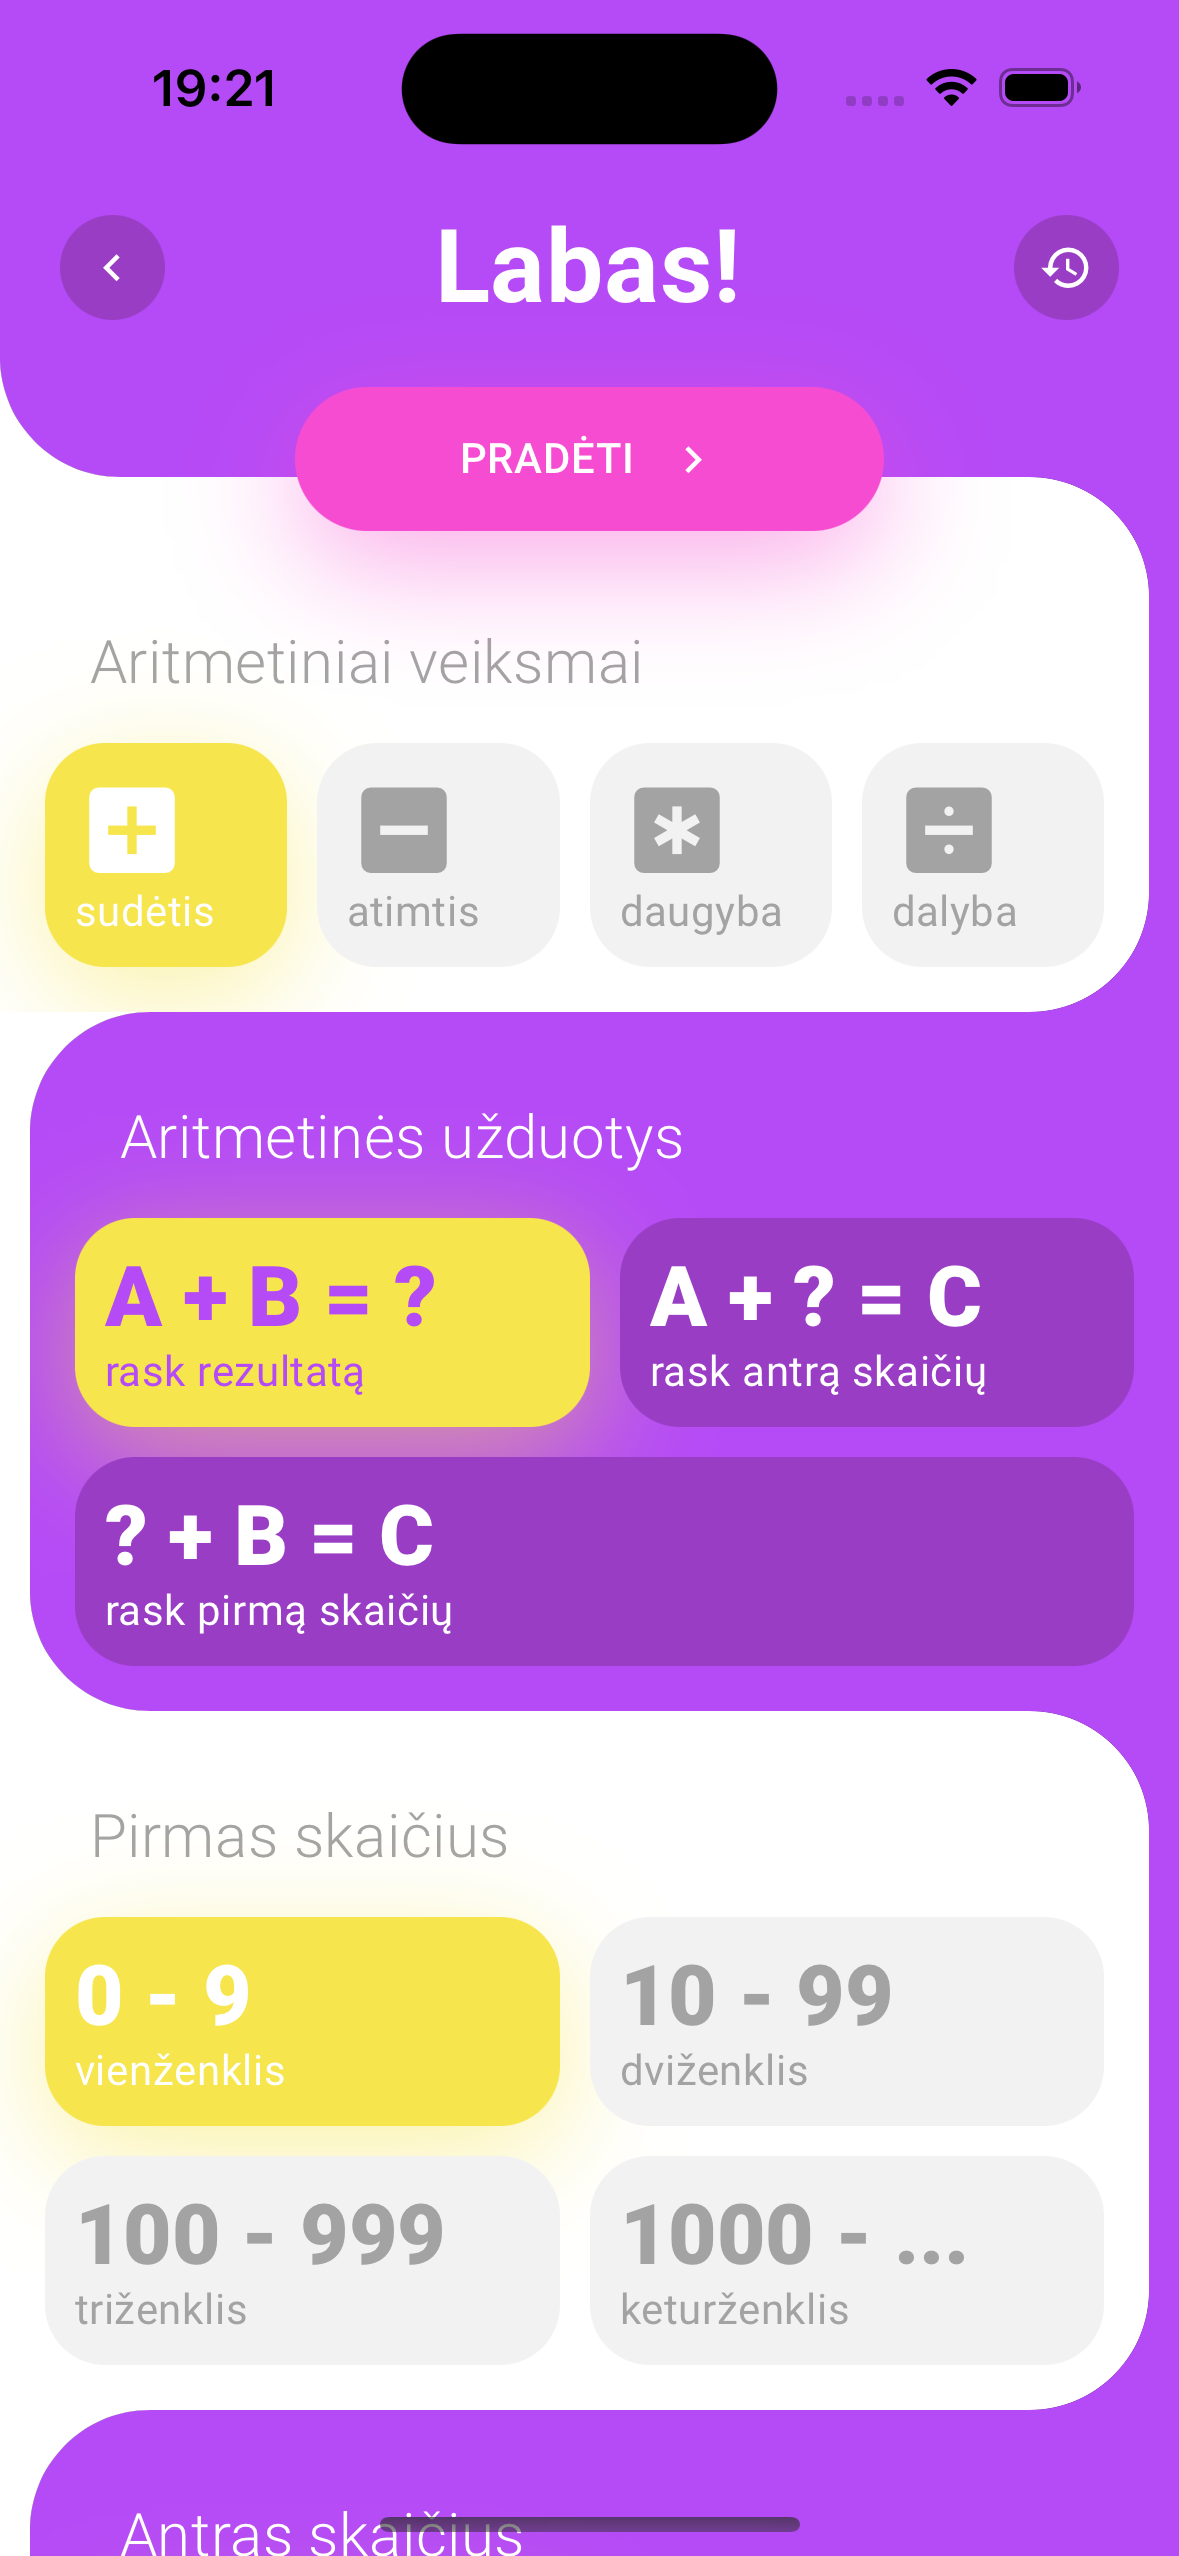 19:21
Labas!
PRADĖTI
Aritmetiniai veiksmai
sudėtis
atimtis
daugyba
dalyba
Aritmetinės užduotys
A + B = ?
rask rezultatą
A + ? = C
rask antrą skaičių
? + B = C
rask pirmą skaičių
Pirmas skaičius
0 - 9
vienženklis
10 - 99
dviženklis
100 - 999
triženklis
1000 - ...
keturženklis
Antras skaičius